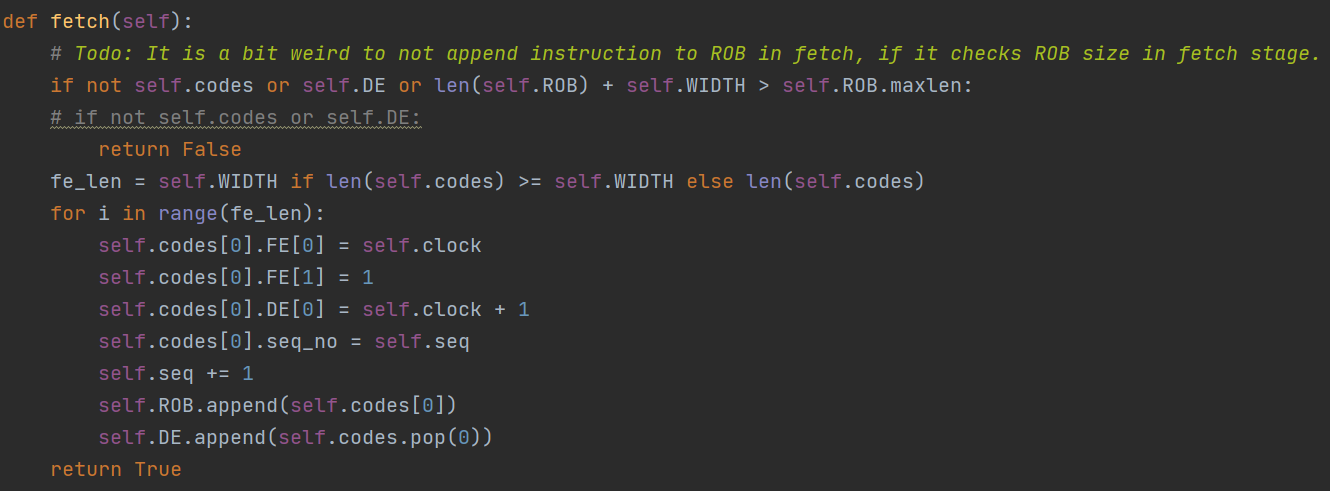 def fetch(self):
    # Todo: It is a bit weird to not append instruction to ROB in fetch, if it checks ROB size in fetch stage.
    if not self.codes or self.DE or len(self.ROB) + self.WIDTH > self.ROB.maxlen:
    # if not self.codes or self.DE:
        return False
    fe_len = self.WIDTH if len(self.codes) >= self.WIDTH else len(self.codes)
    for i in range(fe_len):
        self.codes[0].FE[0] = self.clock
        self.codes[0].FE[1] = 1
        self.codes[0].DE[0] = self.clock + 1
        self.codes[0].seq_no = self.seq
        self.seq += 1
        self.ROB.append(self.codes[0])
        self.DE.append(self.codes.pop(0))
    return True